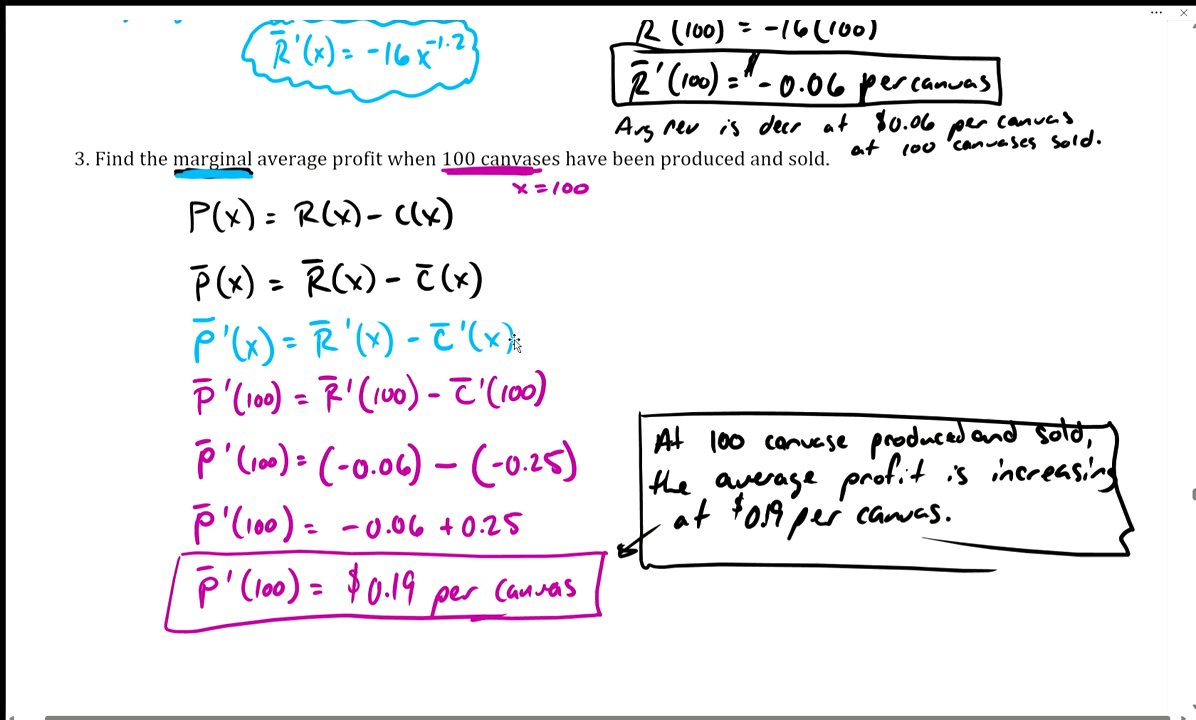 R̄'(x) = -16x^-1.2
R (100) = -16(100)
R̄'(100) = $-0.06 per canvas
Avg rev is decr at $0.06 per canvas
at 100 canvases sold.
3. Find the marginal average profit when 100 canvases have been produced and sold.
x = 100
P(x) = R(x) - C(x)
P̄(x) = R̄(x) - C̄(x)
P̄'(x) = R̄'(x) - C̄'(x)
P̄'(100) = R̄'(100) - C̄'(100)
P̄'(100) = (-0.06) - (-0.25)
P̄'(100) = -0.06 + 0.25
P̄'(100) = $0.19 per canvas
At 100 canvase produced and sold,
the average profit is increasing
at $0.19 per canvas.